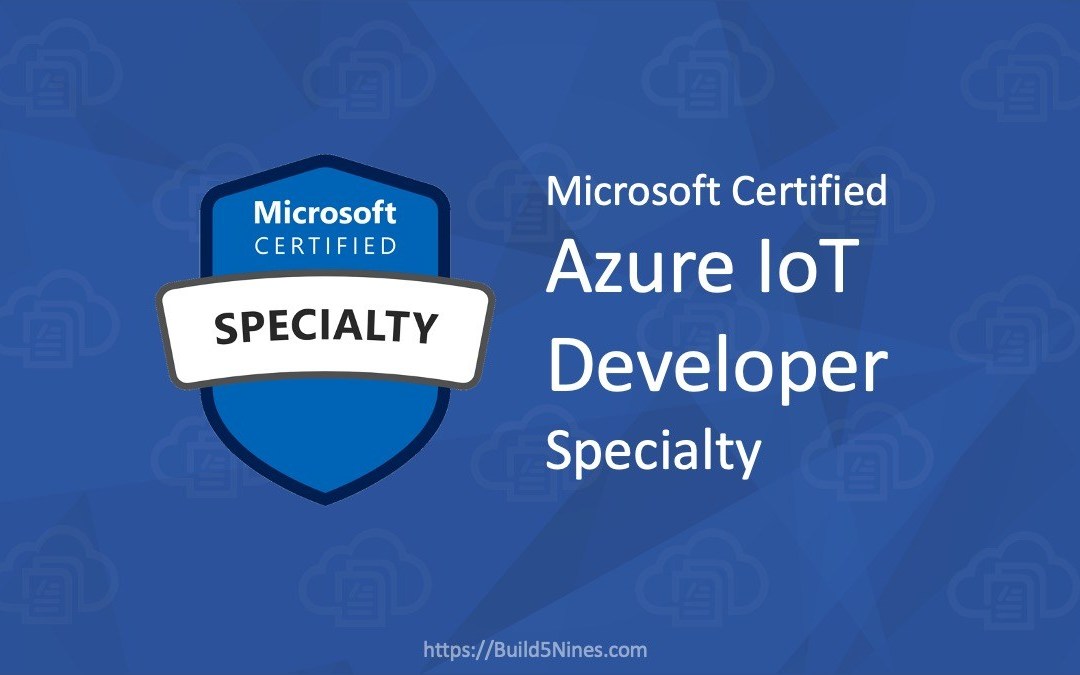 Microsoft
CERTIFIED
SPECIALTY
Microsoft Certified
Azure IoT
Developer
Specialty
https://Build5Nines.com